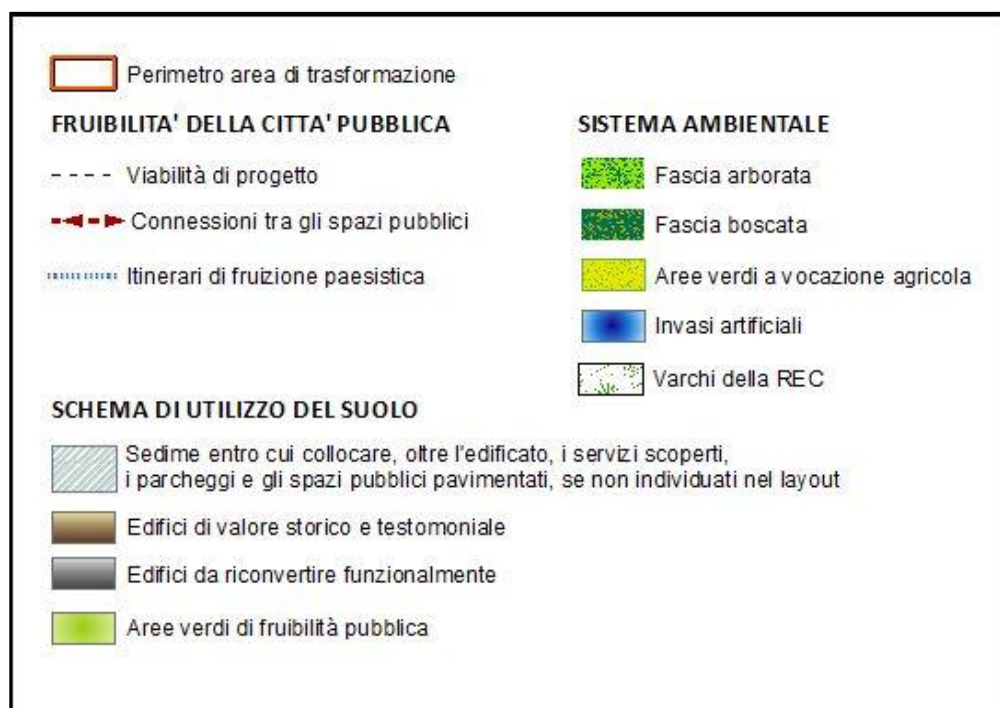 Perimetro area di trasformazione
FRUIBILITA' DELLA CITTA' PUBBLICA
Viabilità di progetto
Connessioni tra gli spazi pubblici
Itinerari di fruizione paesistica
SISTEMA AMBIENTALE
Fascia arborata
Fascia boscata
Aree verdi a vocazione agricola
Invasi artificiali
Varchi della REC
SCHEMA DI UTILIZZO DEL SUOLO
Sedime entro cui collocare, oltre l'edificato, i servizi scoperti,
i parcheggi e gli spazi pubblici pavimentati, se non individuati nel layout
Edifici di valore storico e testomoniale
Edifici da riconvertire funzionalmente
Aree verdi di fruibilità pubblica